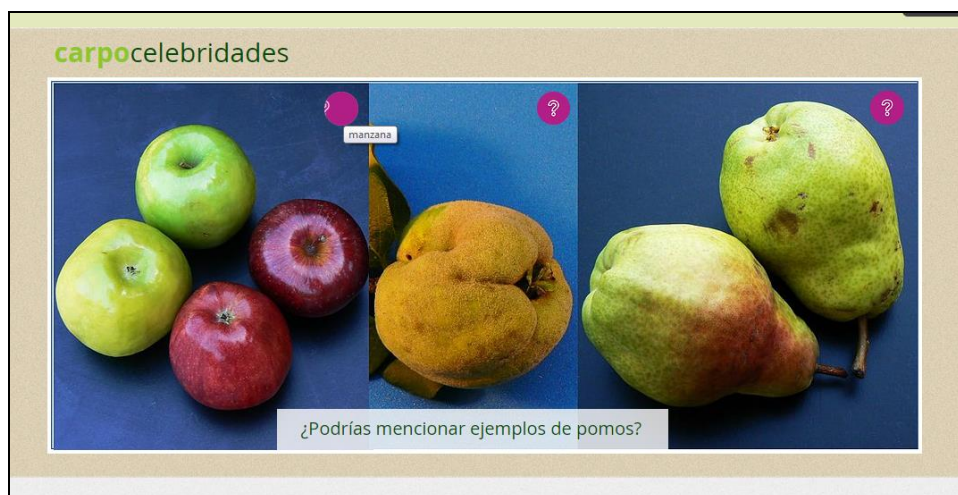 carpocelebridades
?
manzana
?
?
¿Podrías mencionar ejemplos de pomos?